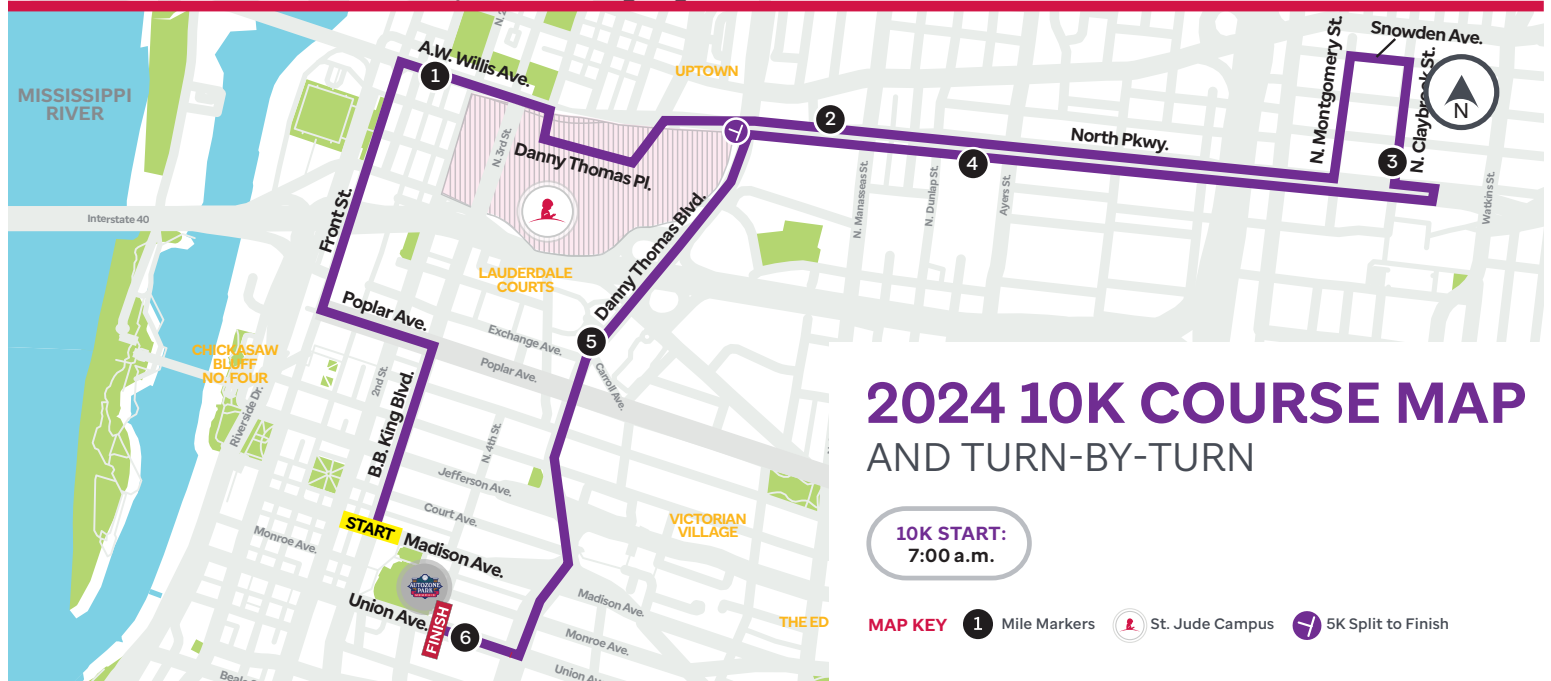 A.W. Willis Ave.
1
N. 2
UPTOWN
MISSISSIPPI
RIVER
N. Montgomery St.
Snowden Ave.
N. Claybrook St.
N
2
North Pkwy.
3
4
N. 3rd St.
Danny Thomas Pl.
N. Manasseas St.
N. Dunlap St.
Ayers St.
Watkins St.
Interstate 40
Front St.
Danny Thomas Blvd.
LAUDERDALE
COURTS
Poplar Ave.
Exchange Ave.
5
Poplar Ave.
Carroll Ave.
CHICKASAW
BLUFF
NO. FOUR
Riverside Dr.
2nd St.
B.B. King Blvd.
N. 4th St.
Jefferson Ave.
Court Ave.
VICTORIAN
VILLAGE
START
Madison Ave.
Monroe Ave.
AUTOZONE
PARK
Union Ave.
FINISH
6
Madison Ave.
Monroe Ave.
Union Av
THE ED
Beale
2024 10K COURSE MAP
AND TURN-BY-TURN
10K START:
7:00 a.m.
MAP KEY 1 Mile Markers St. Jude Campus 5K Split to Finish